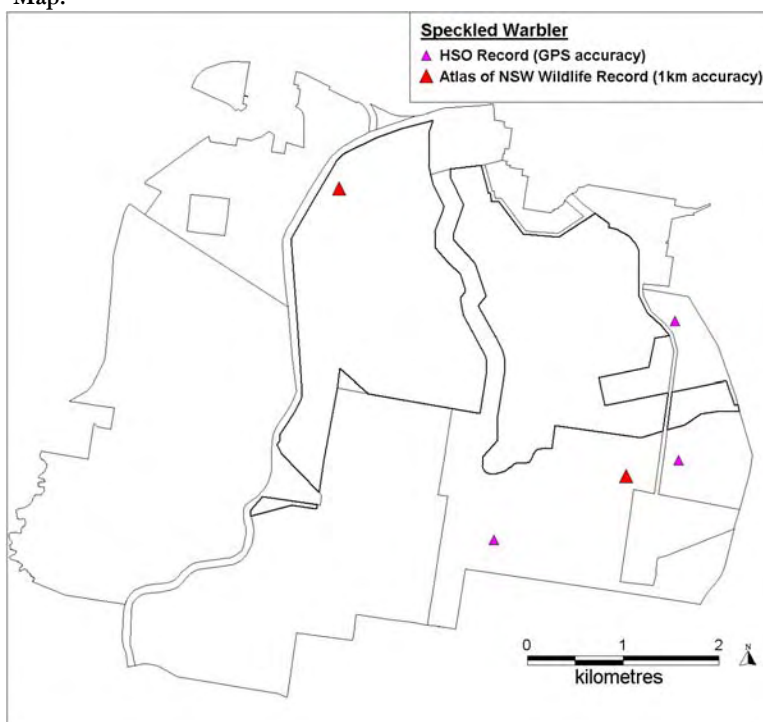 Map:
Speckled Warbler
HSO Record (GPS accuracy)
Atlas of NSW Wildlife Record (1km accuracy)
0 1 2
kilometres
N